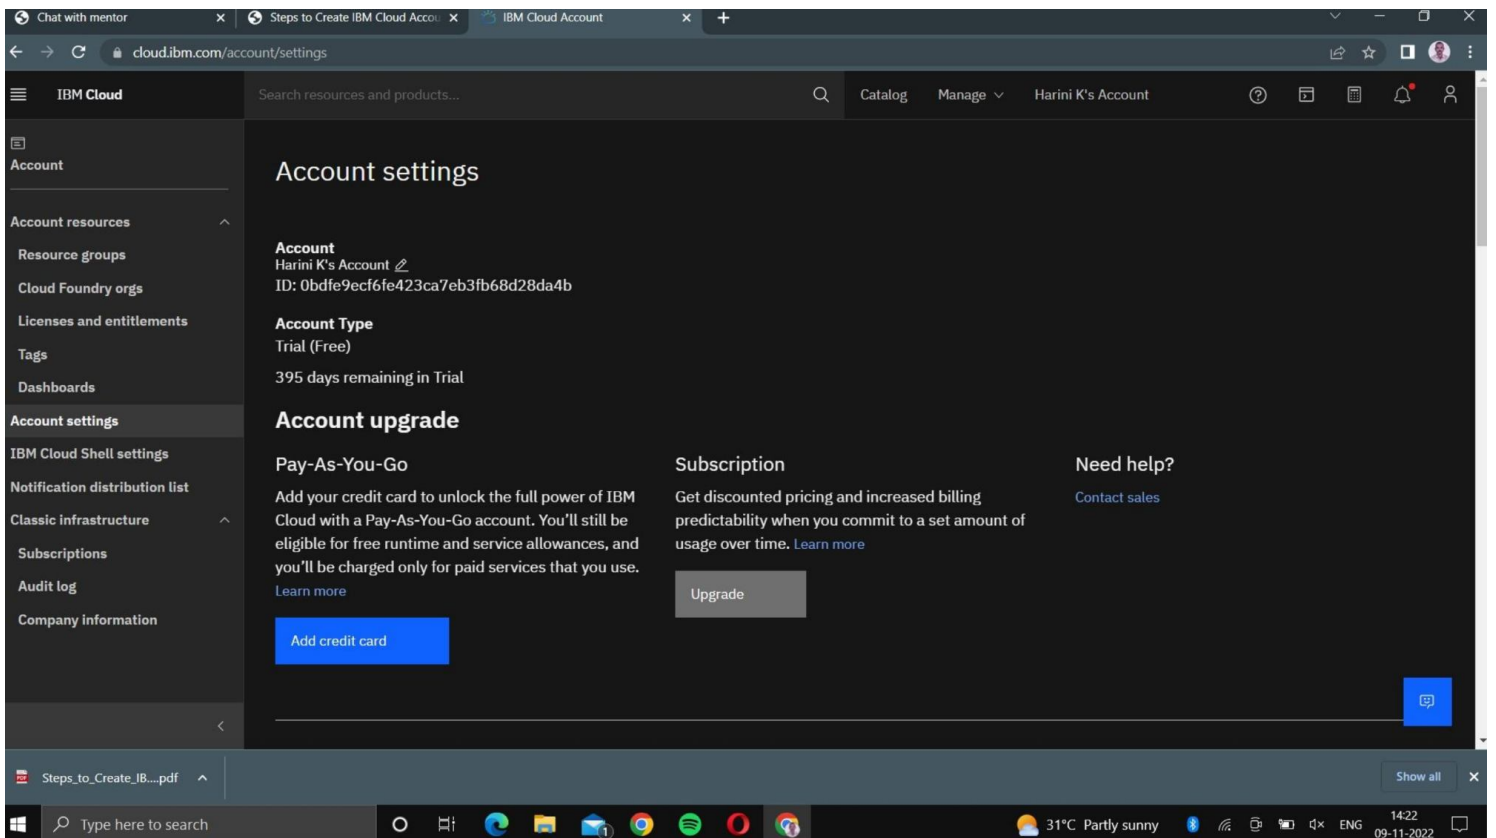 Chat with mentor
Steps to Create IBM Cloud Accou
IBM Cloud Account
cloud.ibm.com/account/settings
IBM Cloud
Search resources and products...
Catalog
Manage
Harini K's Account
Account
Account resources
Resource groups
Cloud Foundry orgs
Licenses and entitlements
Tags
Dashboards
Account settings
IBM Cloud Shell settings
Notification distribution list
Classic infrastructure
Subscriptions
Audit log
Company information
Account settings
Account
Harini K's Account
ID: 0bdfe9ecf6fe423ca7eb3fb68d28da4b
Account Type
Trial (Free)
395 days remaining in Trial
Account upgrade
Pay-As-You-Go
Add your credit card to unlock the full power of IBM
Cloud with a Pay-As-You-Go account. You'll still be
eligible for free runtime and service allowances, and
you'll be charged only for paid services that you use.
Learn more
Add credit card
Subscription
Get discounted pricing and increased billing
predictability when you commit to a set amount of
usage over time. Learn more
Upgrade
Need help?
Contact sales
Steps_to_Create_IB....pdf
Show all
Type here to search
1
31°C Partly sunny
ENG
14:22
09-11-2022